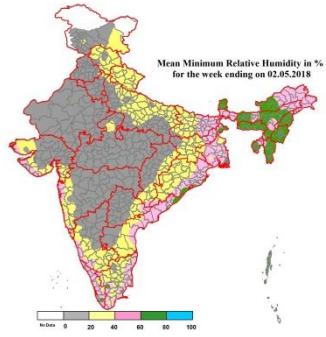 Mean Minimum Relative Humidity in %
for the week ending on 02.05.2018
No Data 0 20 40 60 80 100